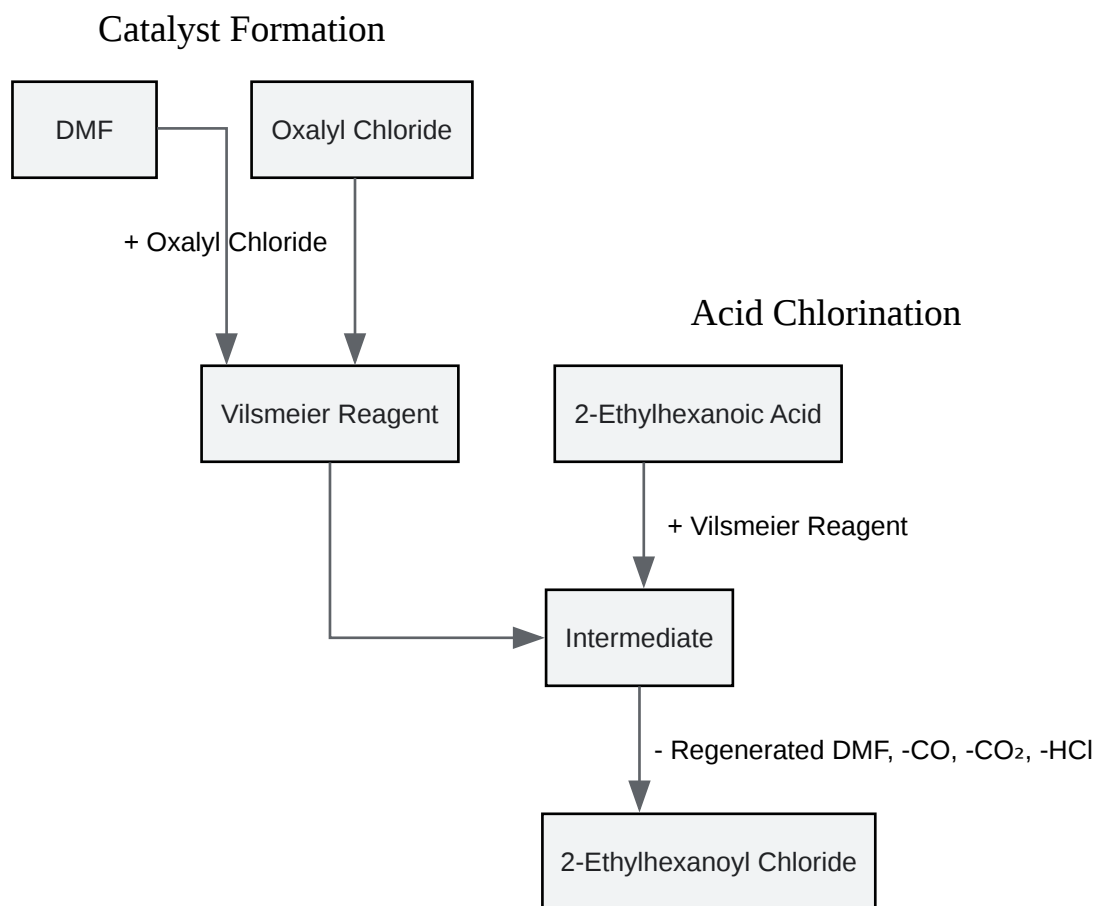 Catalyst Formation
DMF
Oxalyl Chloride
+ Oxalyl Chloride
Acid Chlorination
Vilsmeier Reagent
2-Ethylhexanoic Acid
+ Vilsmeier Reagent
Intermediate
- Regenerated DMF, -CO, -CO₂, -HCl
2-Ethylhexanoyl Chloride